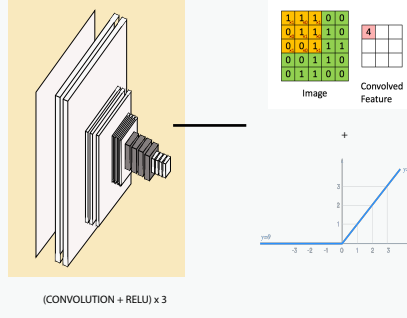 1 1 1 0 0
0 1 1 1 0
0 0 1 1 1
0 0 1 1 0
0 1 1 0 0
4
Image
Convolved
Feature
+
3
2
1
y=0
-3 -2 -1 0 1 2 3
(CONVOLUTION + RELU) x 3